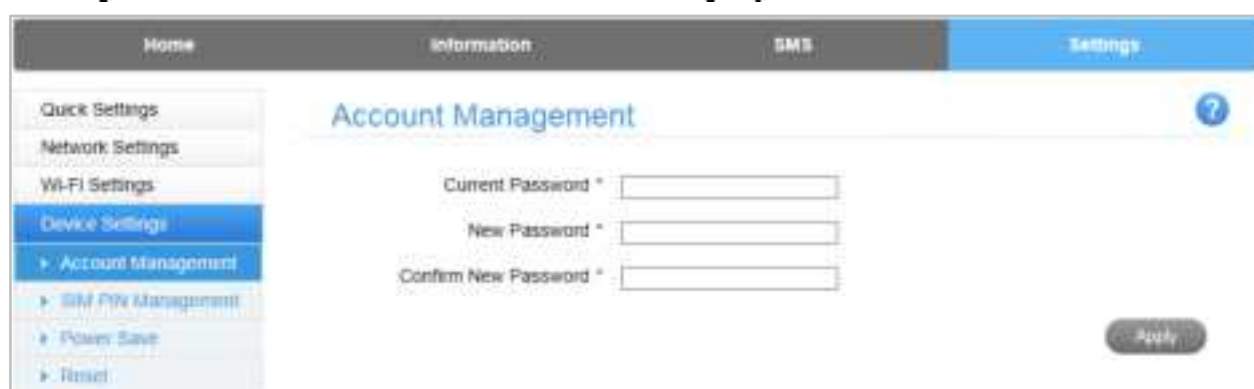 Home Information SMS Settings
Quick Settings
Network Settings
Wi-Fi Settings
Device Settings
Account Management
SIM PIN Management
Power Save
Reset
Account Management
?
Current Password *
New Password *
Confirm New Password *
Apply